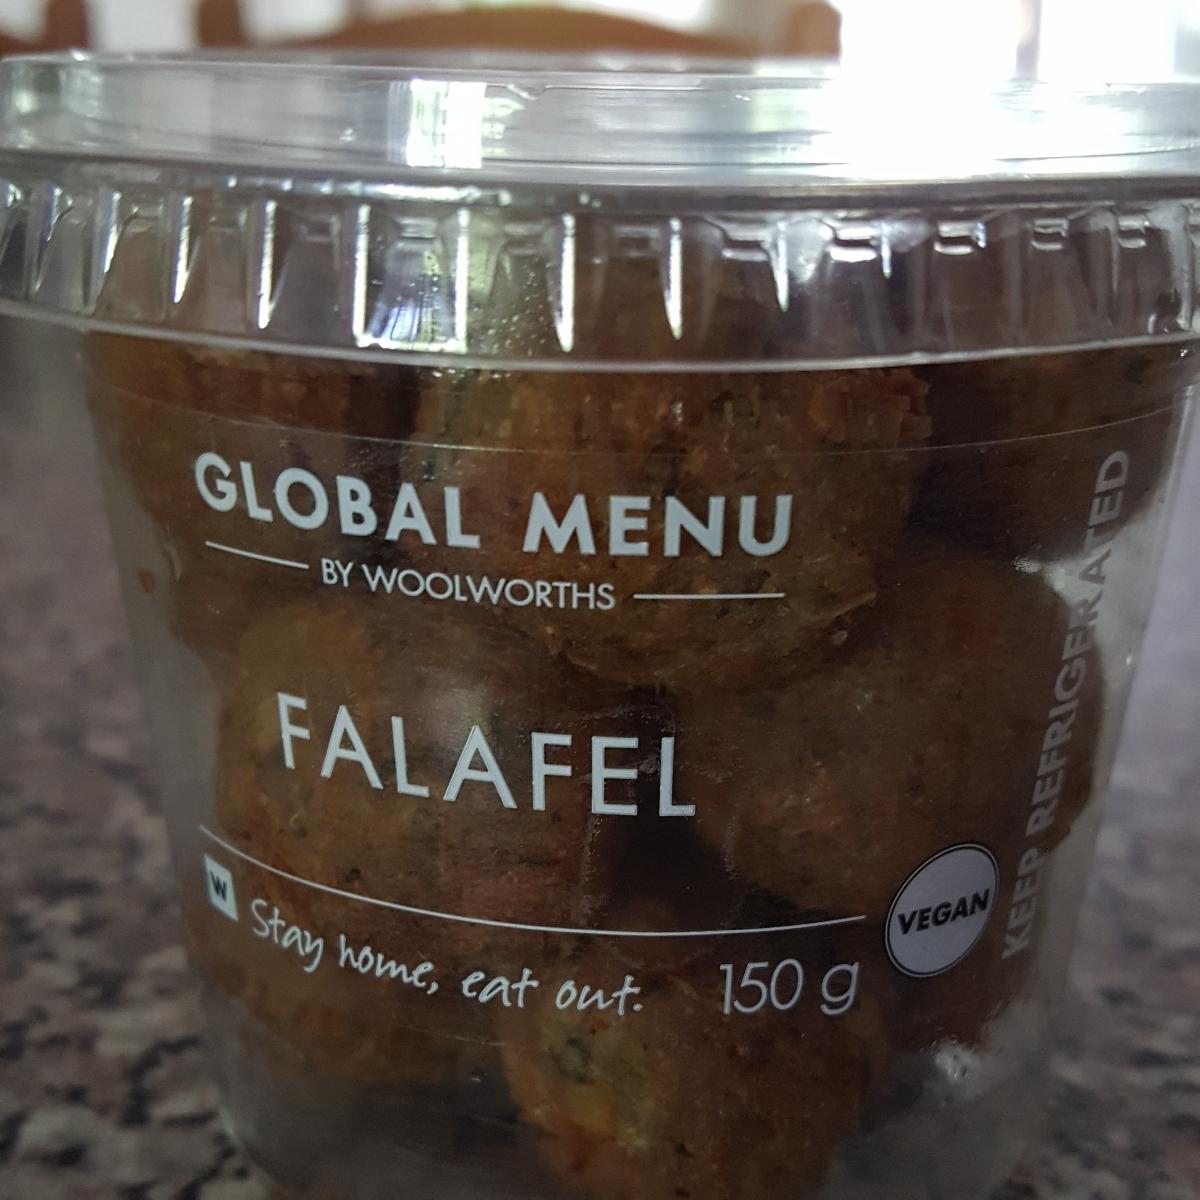 GLOBAL MENU
BY WOOLWORTHS
FALAFEL
W
Stay home, eat out.
150 g
VEGAN
KEEP REFRIGERATED